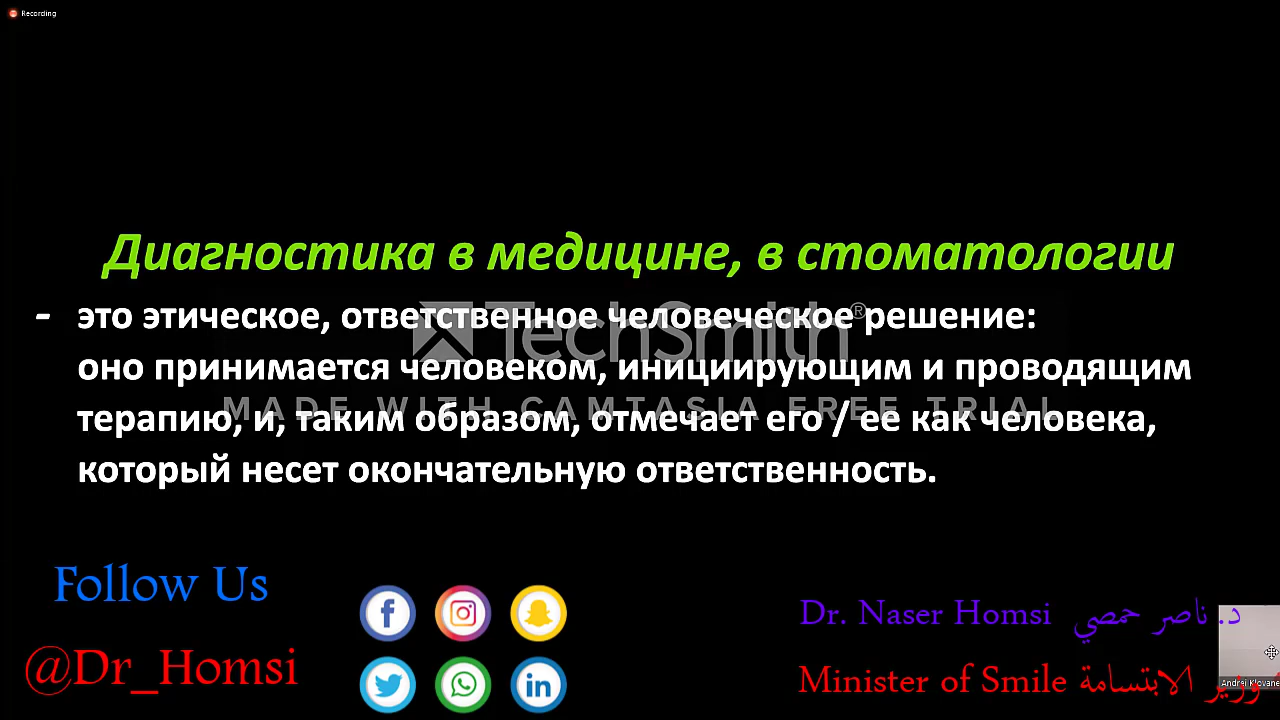 Recording
Диагностика в медицине, в стоматологии
- это этическое, ответственное человеческое решение:
оно принимается человеком, инициирующим и проводящим
терапию, и, таким образом, отмечает его / ее как человека,
который несет окончательную ответственность.
TechSmith®
MADE WITH CAMTASIA FREE TRIAL
Follow Us
@Dr_Homsi
Dr. Naser Homsi د. ناصر حمصي
Minister of Smile وزير الابتسامة
Andrei